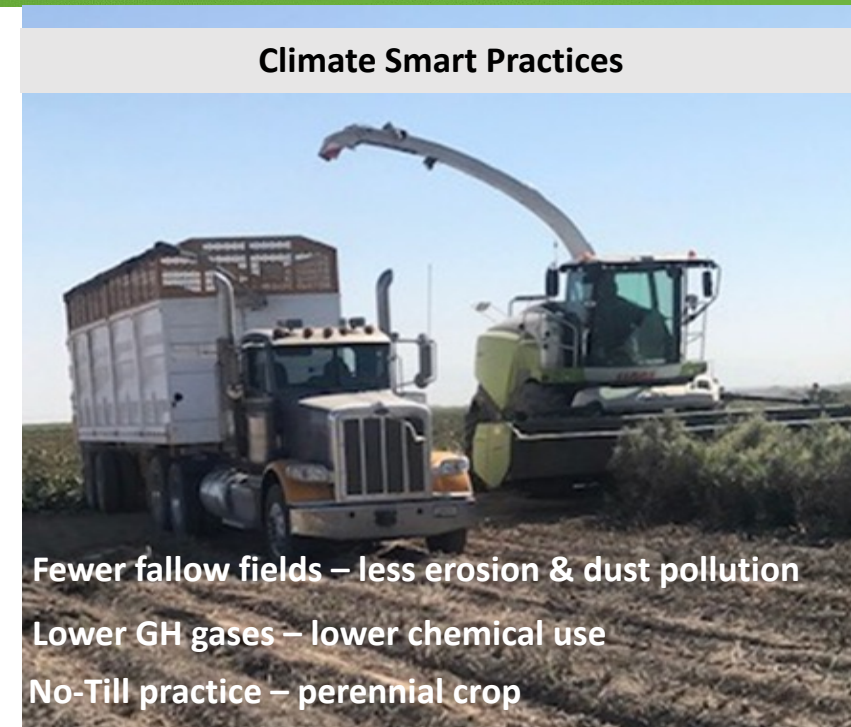 Climate Smart Practices
CLAAS
Fewer fallow fields – less erosion & dust pollution
Lower GH gases – lower chemical use
No-Till practice – perennial crop